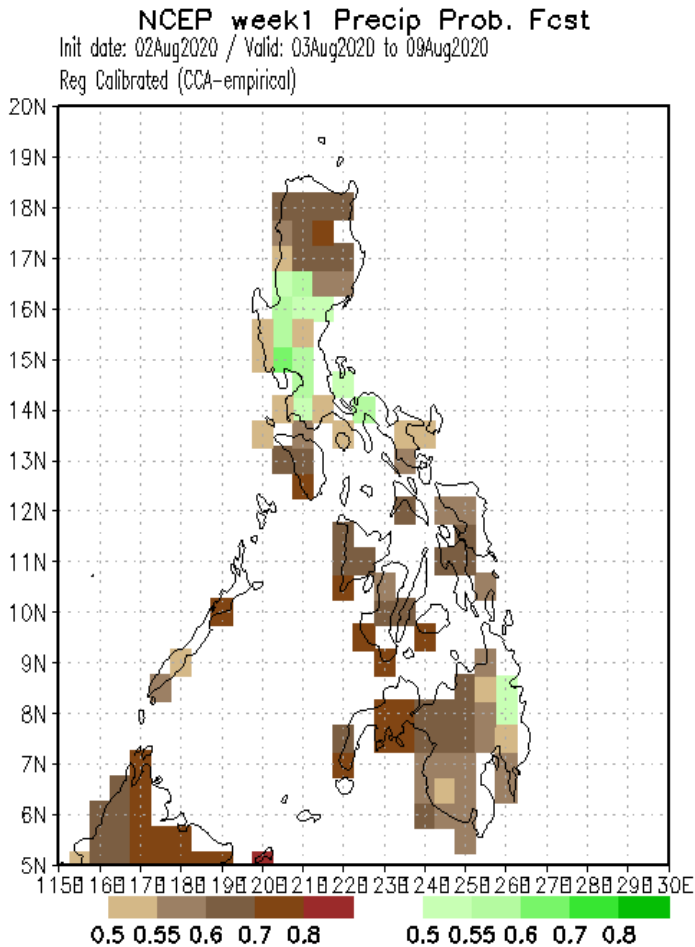 NCEP week1 Precip Prob. Fcst
Init date: 02Aug2020 / Valid: 03Aug2020 to 09Aug2020
Reg Calibrated (CCA-empirical)
20N
19N
18N
17N
16N
15N
14N
13N
12N
11N
10N
9N
8N
7N
6N
5N
0.5 0.55 0.6 0.7 0.8 0.5 0.55 0.6 0.7 0.8